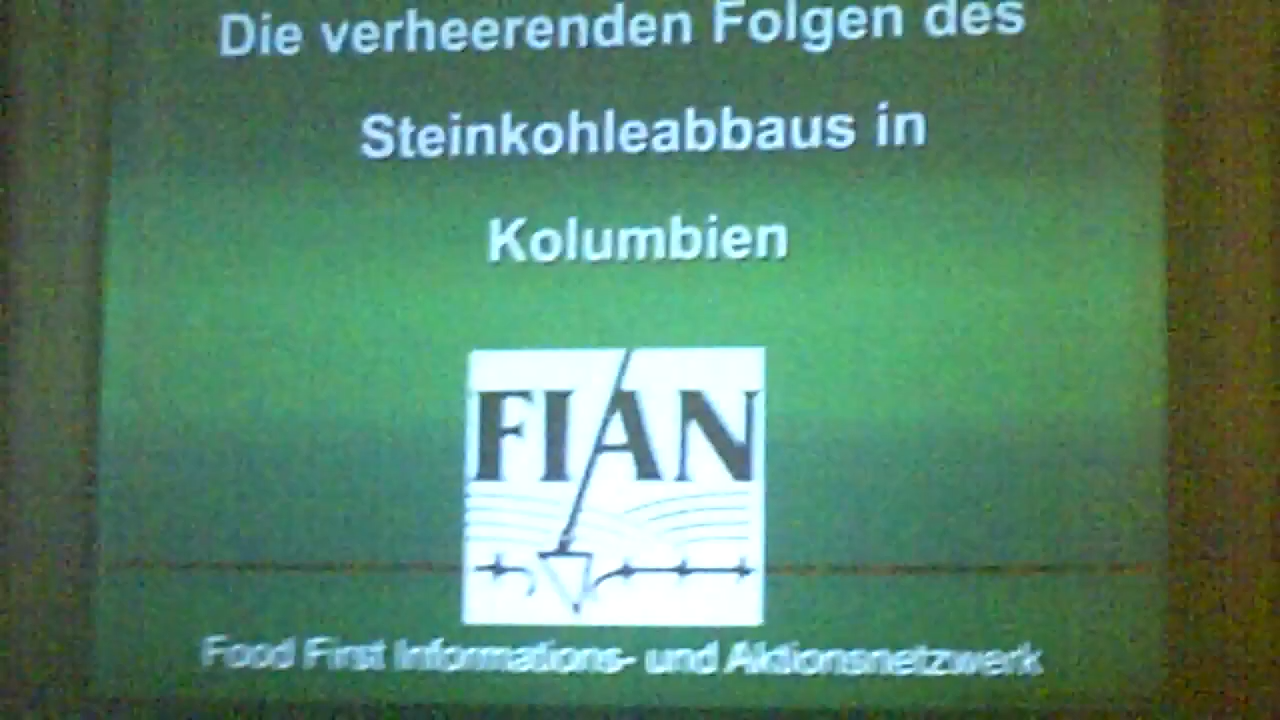 Die verheerenden Folgen des
Steinkohleabbaus in
Kolumbien
FIAN
Food First Informations- und Aktionsnetzwerk